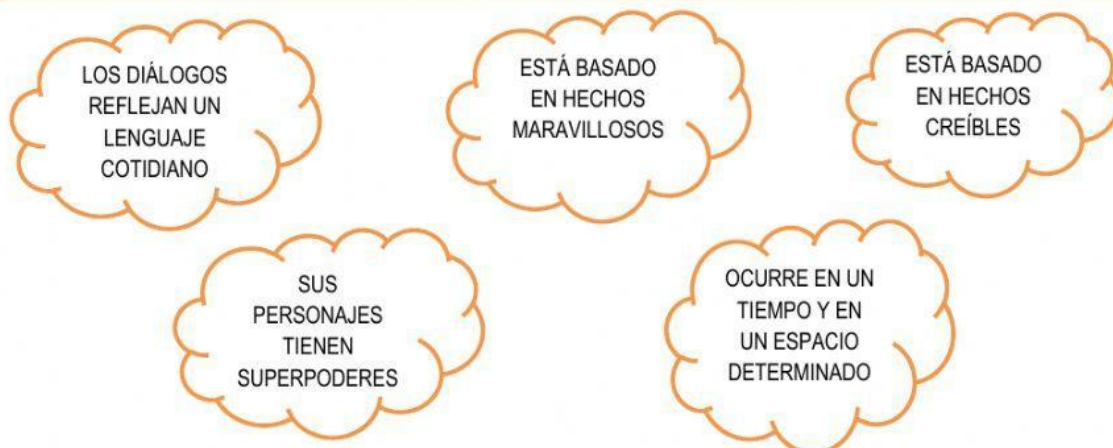 LOS DIÁLOGOS
REFLEJAN UN
LENGUAJE
COTIDIANO
ESTÁ BASADO
EN HECHOS
MARAVILLOSOS
ESTÁ BASADO
EN HECHOS
CREÍBLES
SUS
PERSONAJES
TIENEN
SUPERPODERES
OCURRE EN UN
TIEMPO Y EN
UN ESPACIO
DETERMINADO